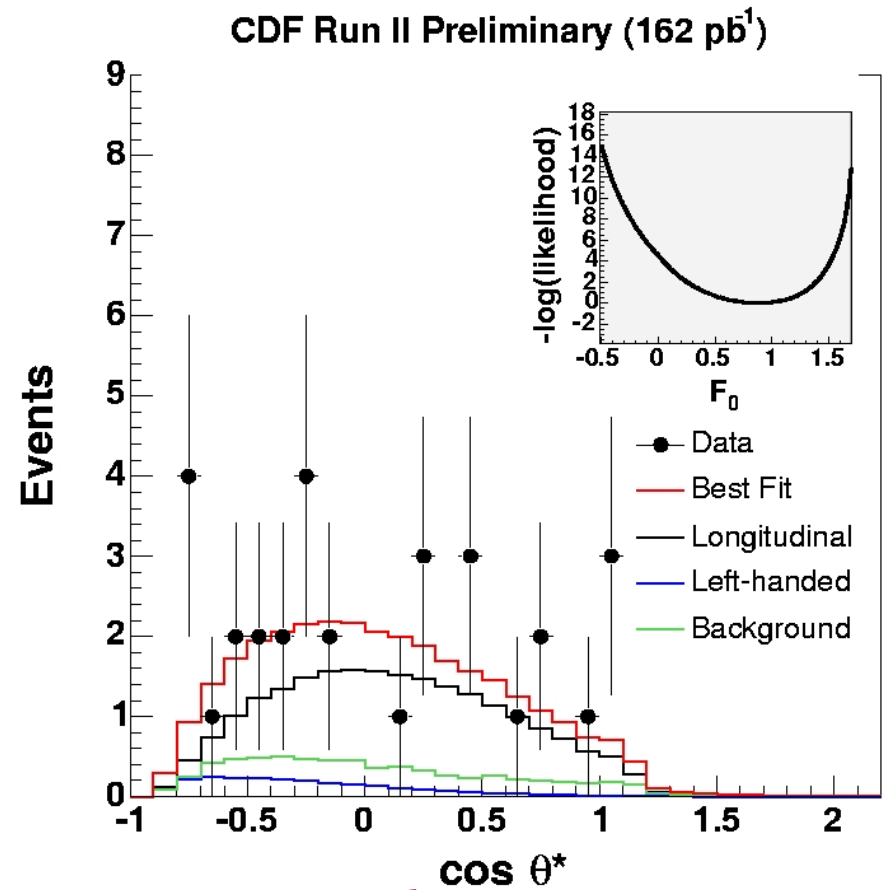 CDF Run II Preliminary (162 pb⁻¹)
9
8
7
6
5
4
3
2
1
0
Events
-1 -0.5 0 0.5 1 1.5 2
cos θ*
18
16
14
12
10
8
6
4
2
0
-2
-log(likelihood)
-0.5 0 0.5 1 1.5
F₀
Data
Best Fit
Longitudinal
Left-handed
Background